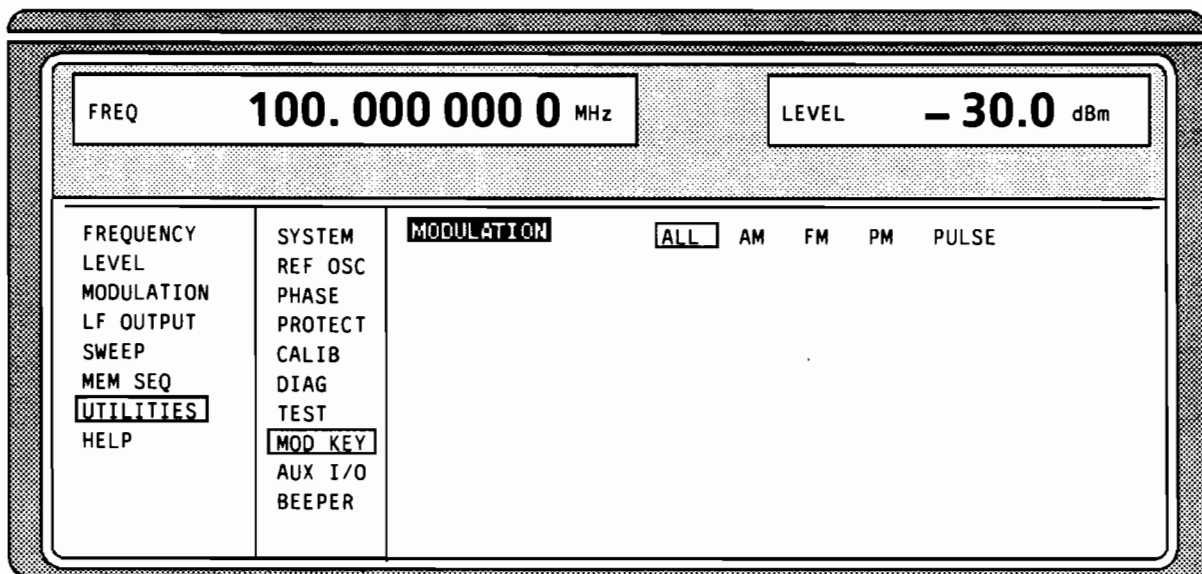 FREQ 100. 000 000 0 MHz
LEVEL – 30.0 dBm
FREQUENCY
LEVEL
MODULATION
LF OUTPUT
SWEEP
MEM SEQ
UTILITIES
HELP
SYSTEM
REF OSC
PHASE
PROTECT
CALIB
DIAG
TEST
MOD KEY
AUX I/O
BEEPER
MODULATION ALL AM FM PM PULSE